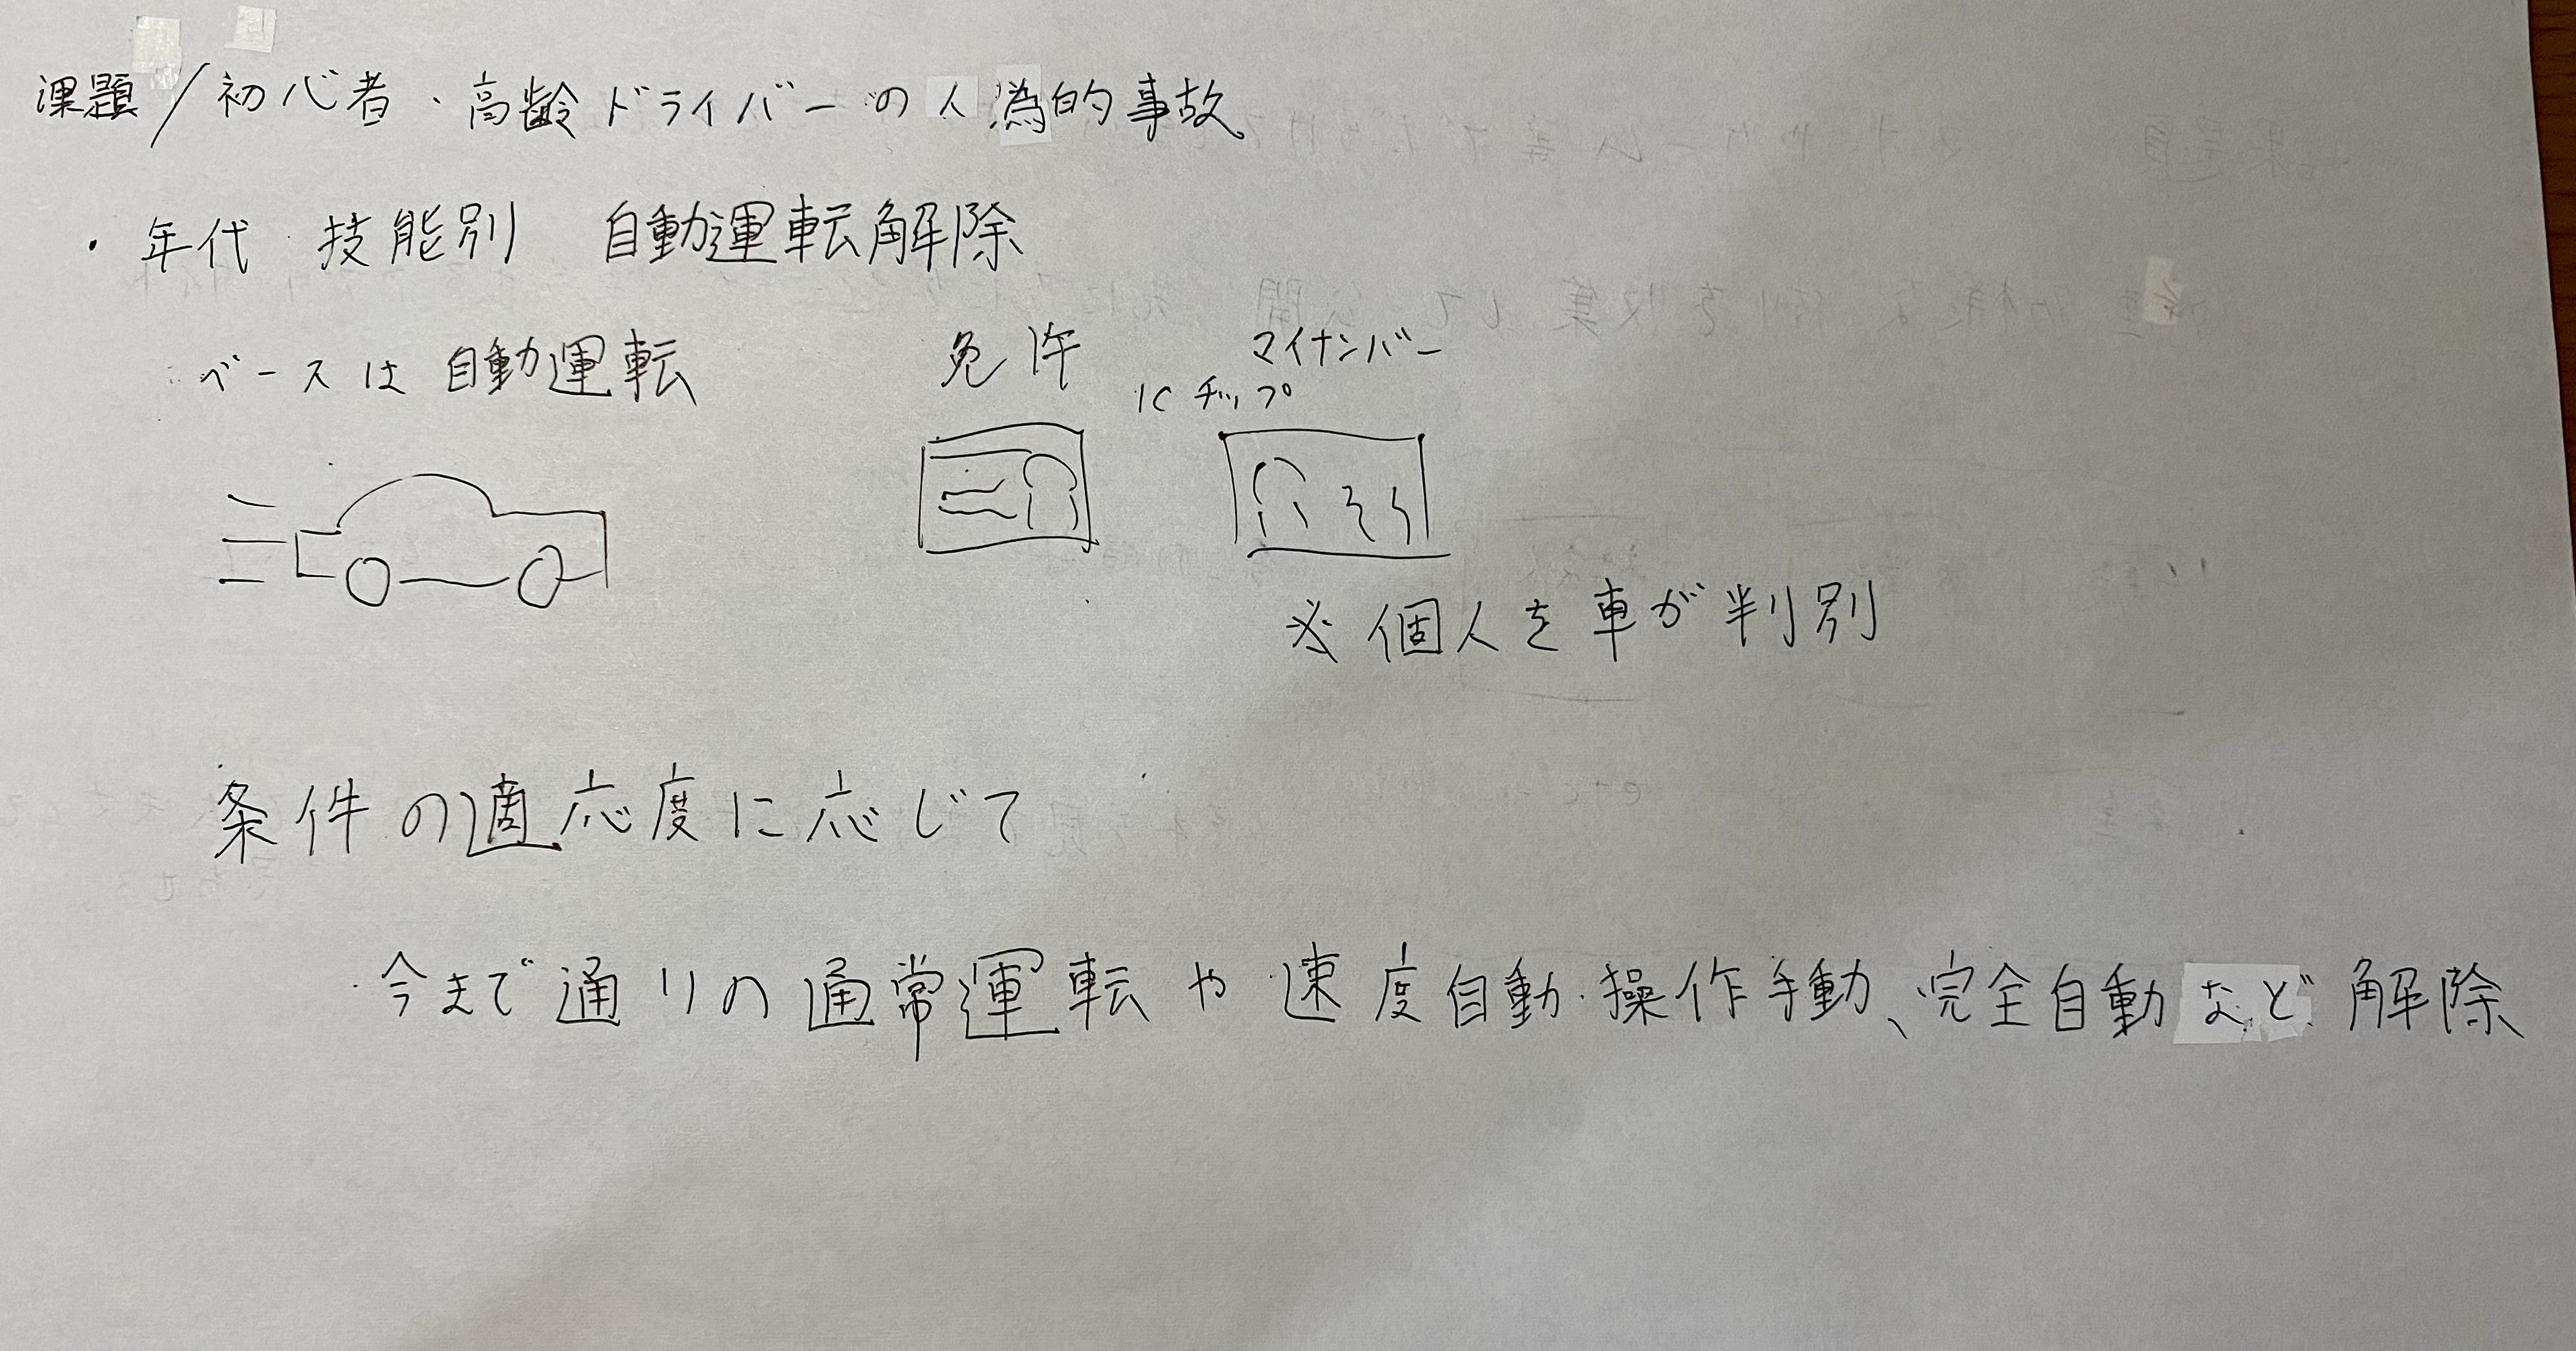 課題/初心者・高齢ドライバーの人為的事故
・年代 技能別 自動運転解除
ベースは自動運転
免許 マイナンバー
ICチップ
※個人を車が判別
条件の適応度に応じて
今まで通りの通常運転や速度自動・操作手動、完全自動など解除